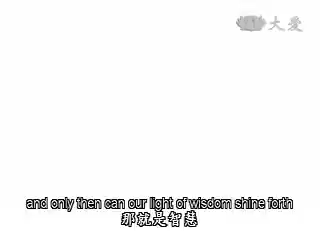 大愛
and only then can our light of wisdom shine forth
那就是智慧